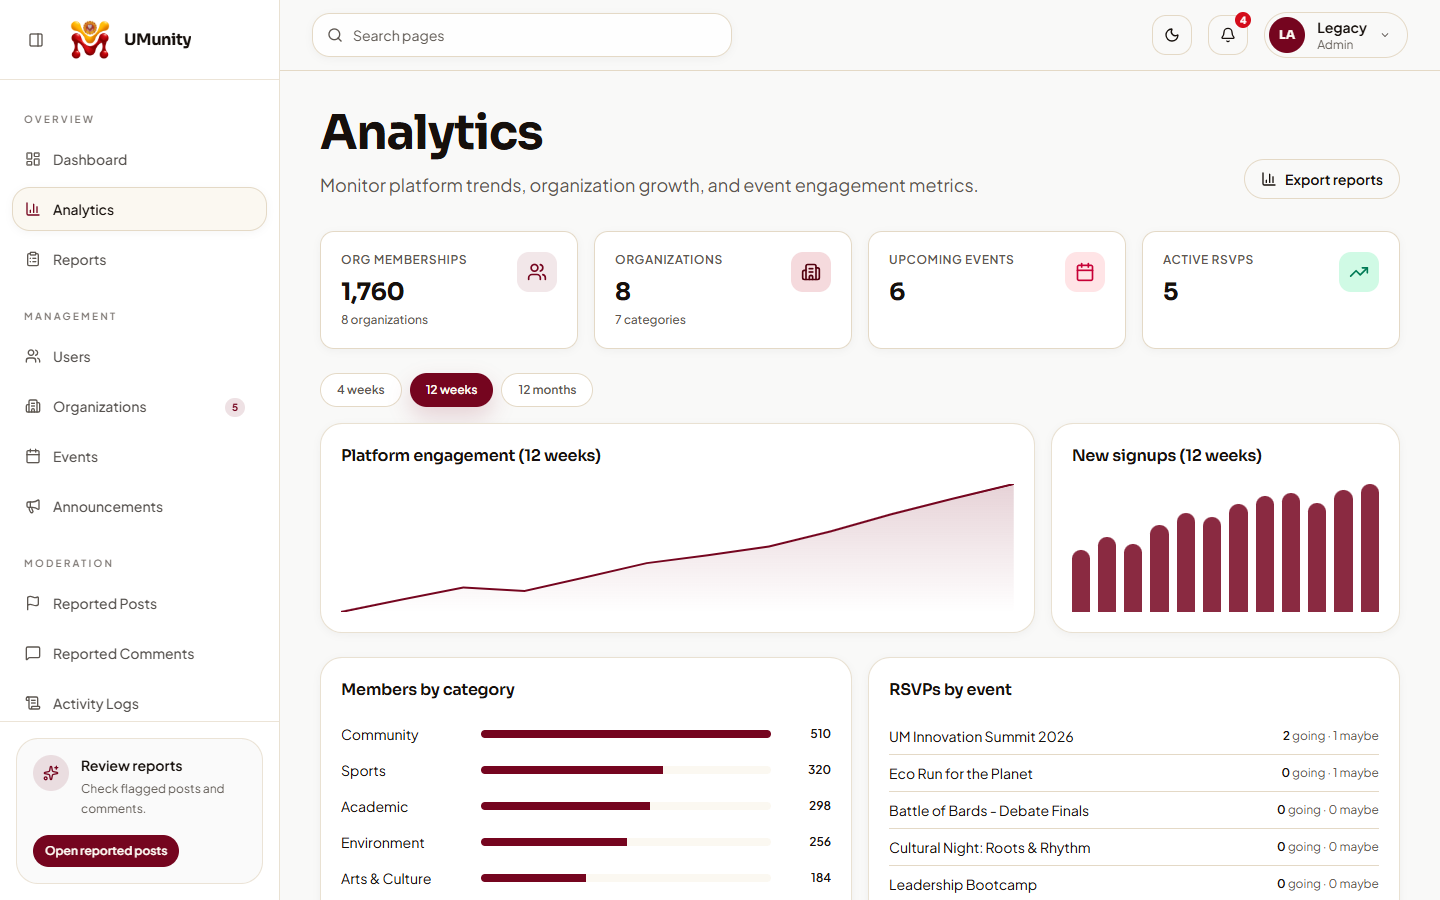 UMunity
Search pages
4
LA
Legacy
Admin
OVERVIEW
Dashboard
Analytics
Reports
MANAGEMENT
Users
Organizations
5
Events
Announcements
MODERATION
Reported Posts
Reported Comments
Activity Logs
Review reports
Check flagged posts and
comments.
Open reported posts
Analytics
Monitor platform trends, organization growth, and event engagement metrics.
Export reports
ORG MEMBERSHIPS
1,760
8 organizations
ORGANIZATIONS
8
7 categories
UPCOMING EVENTS
6
ACTIVE RSVPS
5
4 weeks
12 weeks
12 months
Platform engagement (12 weeks)
New signups (12 weeks)
Members by category
Community 510
Sports 320
Academic 298
Environment 256
Arts & Culture 184
RSVPs by event
UM Innovation Summit 2026 2 going · 1 maybe
Eco Run for the Planet 0 going · 1 maybe
Battle of Bards - Debate Finals 0 going · 0 maybe
Cultural Night: Roots & Rhythm 0 going · 0 maybe
Leadership Bootcamp 0 going · 0 maybe